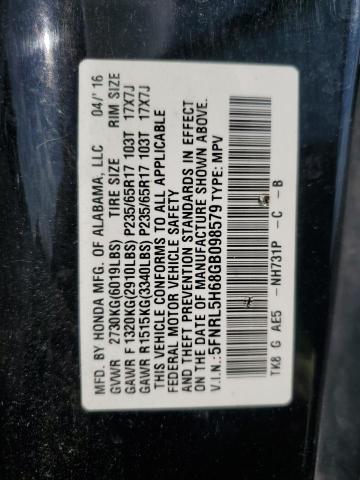 MFD. BY HONDA MFG. OF ALABAMA, LLC 04/'16
GVWR 2730KG(6019LBS) TIRE SIZE RIM SIZE
GAWR F 1320KG(2910LBS) P235/65R17 103T 17X7J
GAWR R 1515KG(3340LBS) P235/65R17 103T 17X7J
THIS VEHICLE CONFORMS TO ALL APPLICABLE
FEDERAL MOTOR VEHICLE SAFETY
AND THEFT PREVENTION STANDARDS IN EFFECT
ON THE DATE OF MANUFACTURE SHOWN ABOVE.
V.I.N.:5FNRL5H68GB098579 TYPE: MPV
TK8 G AE5 -NH731P -C -B